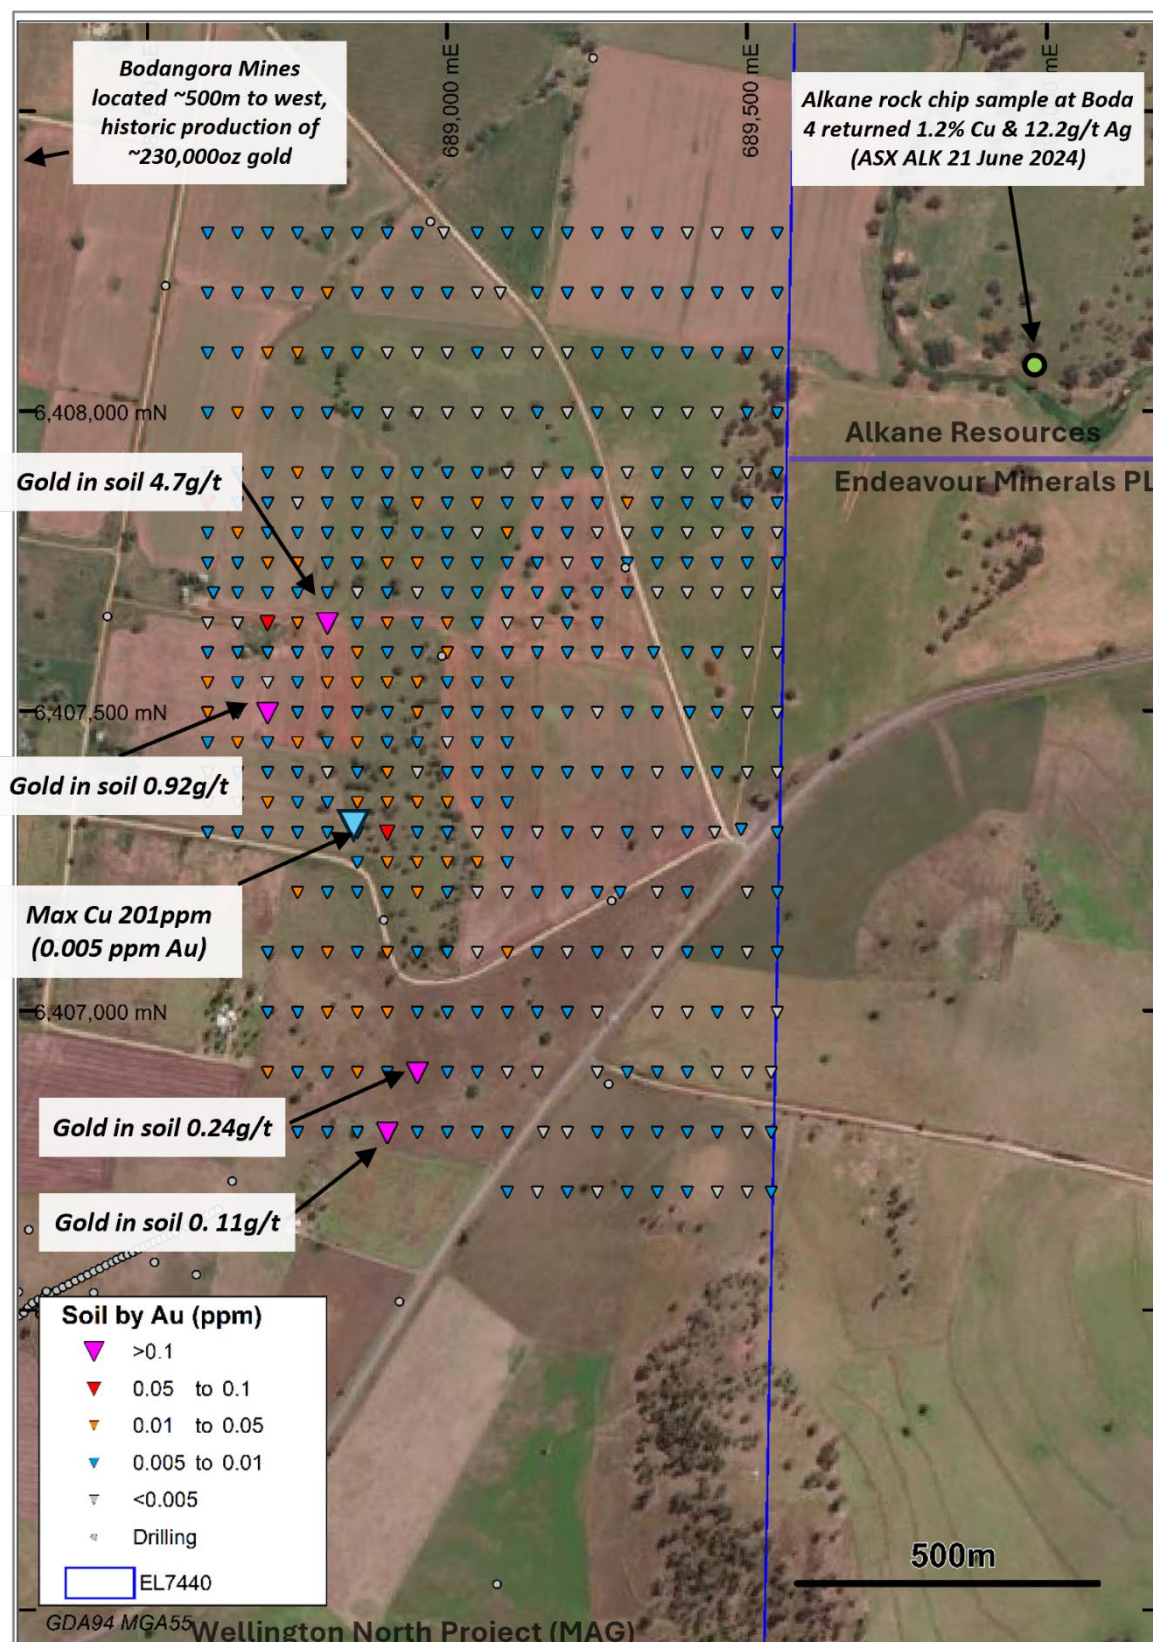 Bodangora Mines
located ~500m to west,
historic production of
~230,000oz gold
689,000 mE
689,500 mE
Alkane rock chip sample at Boda
4 returned 1.2% Cu & 12.2g/t Ag
(ASX ALK 21 June 2024)
6,408,000 mN
Alkane Resources
Endeavour Minerals PL
Gold in soil 4.7g/t
6,407,500 mN
Gold in soil 0.92g/t
Max Cu 201ppm
(0.005 ppm Au)
6,407,000 mN
Gold in soil 0.24g/t
Gold in soil 0. 11g/t
Soil by Au (ppm)
>0.1
0.05 to 0.1
0.01 to 0.05
0.005 to 0.01
<0.005
Drilling
EL7440
500m
GDA94 MGA55
Wellington North Project (MAG)